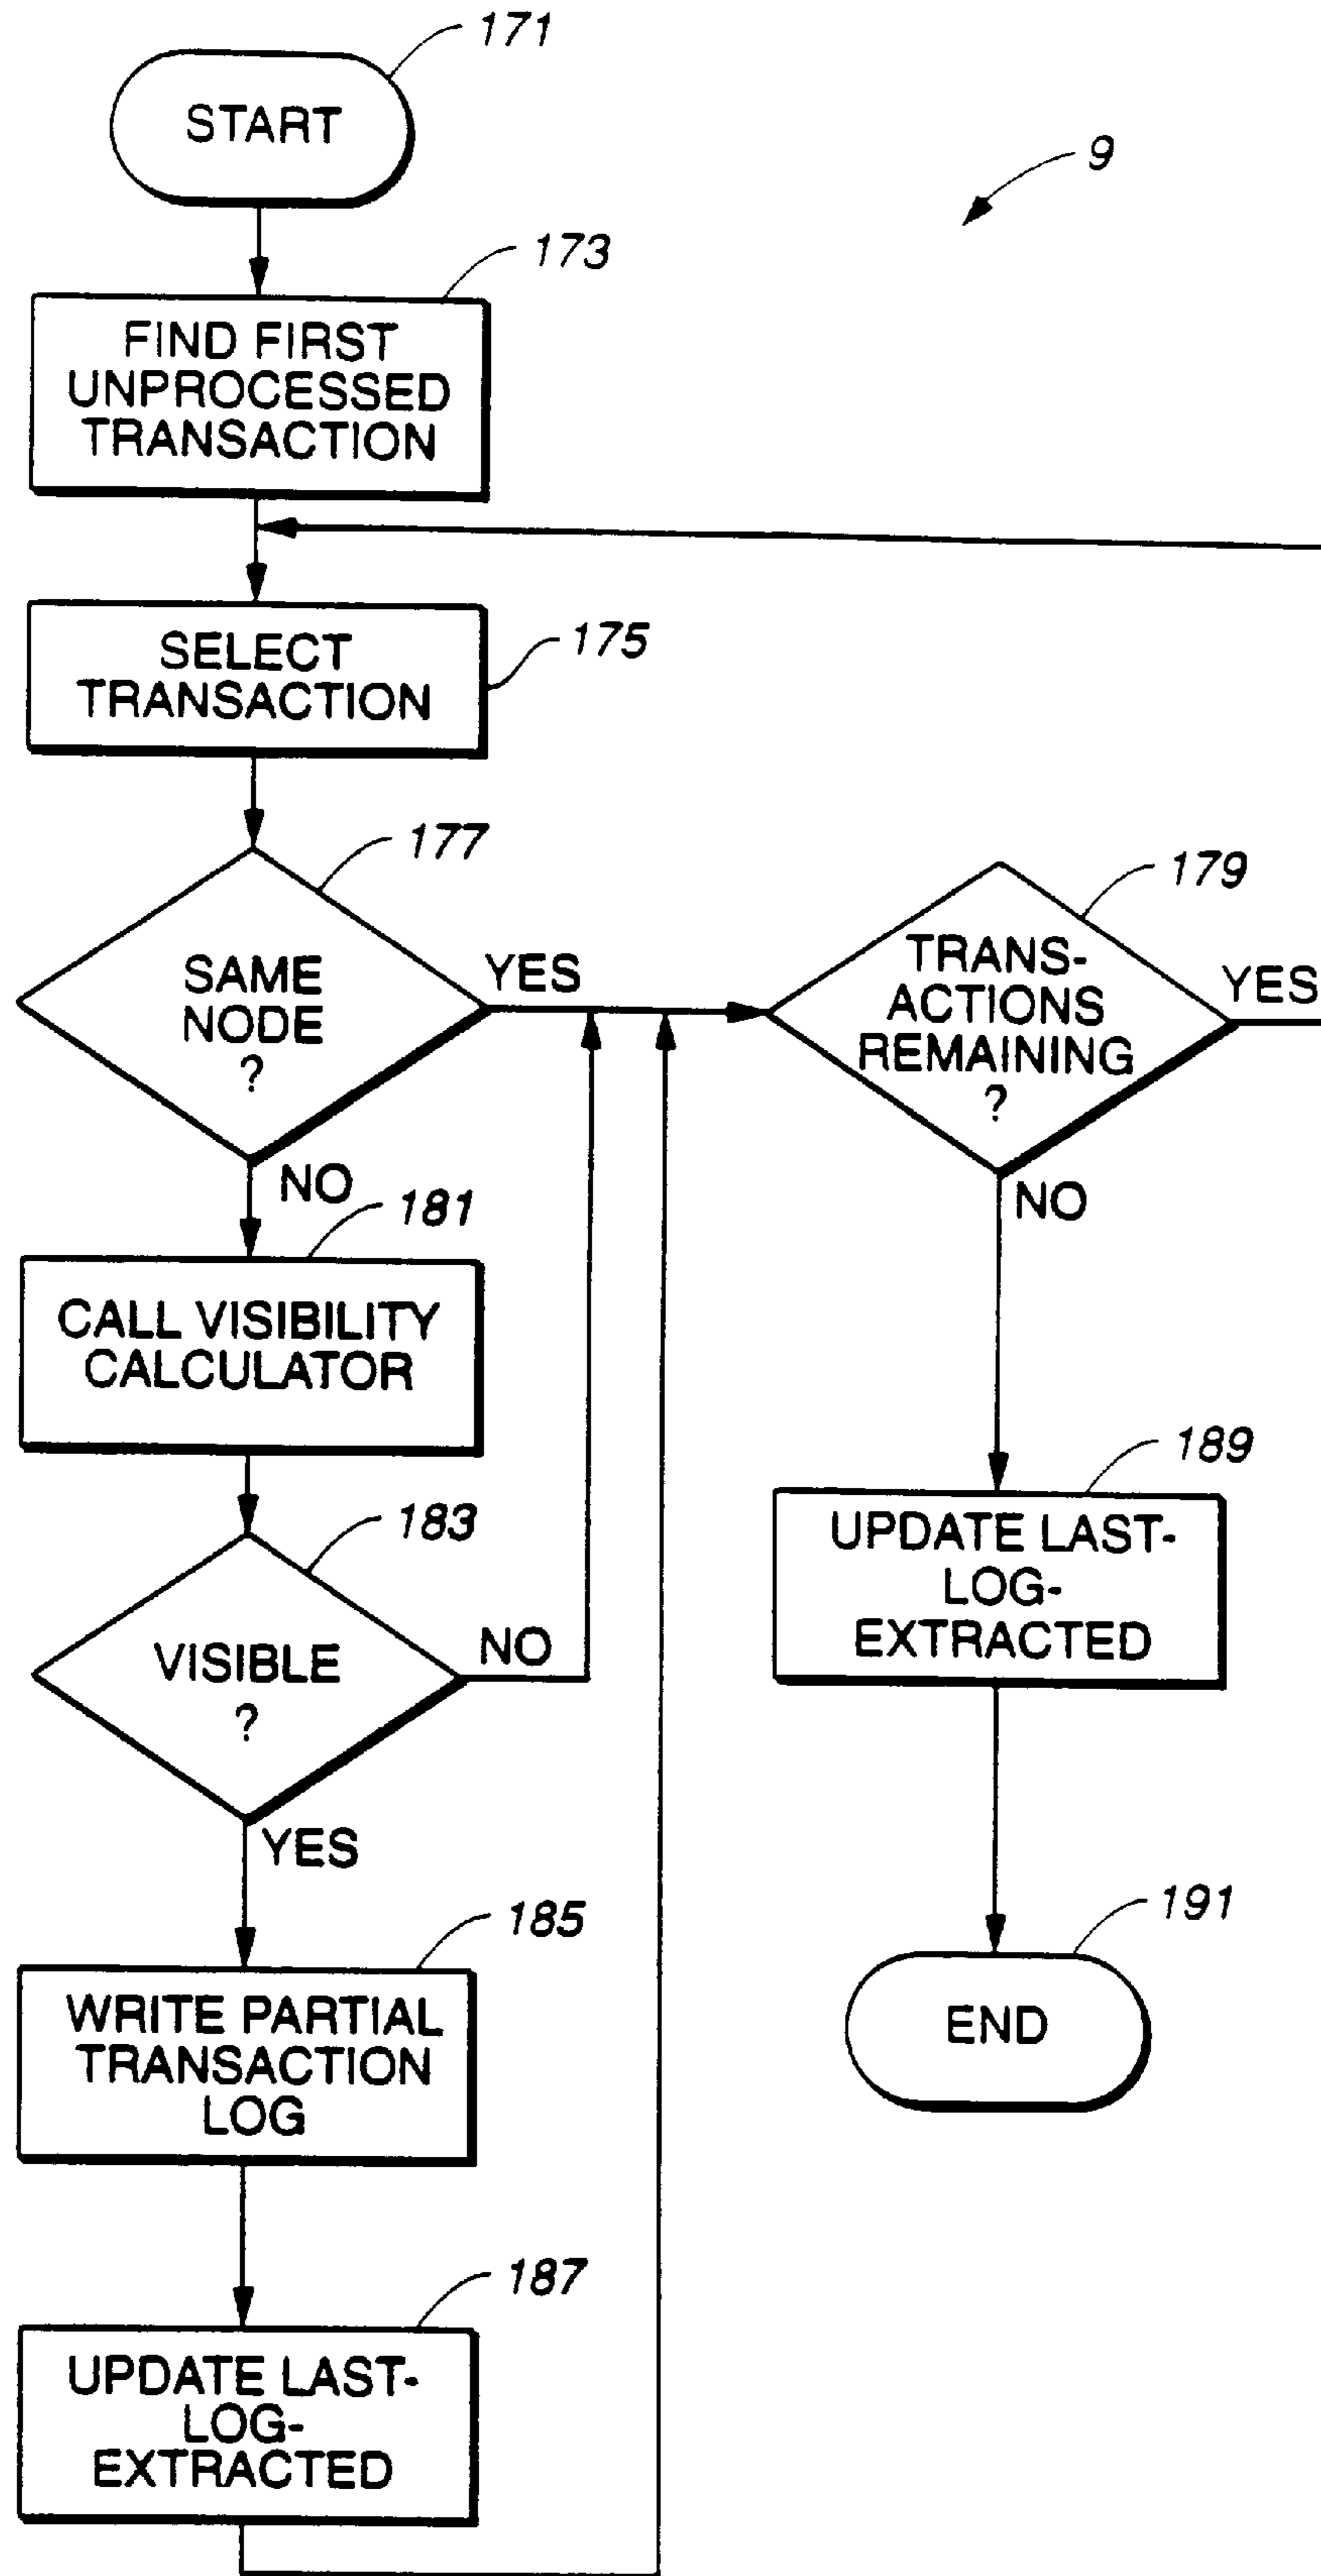 171
START
9
173
FIND FIRST
UNPROCESSED
TRANSACTION
SELECT
TRANSACTION
175
177
SAME
NODE
?
YES
NO
179
TRANS-
ACTIONS
REMAINING
?
YES
NO
181
CALL VISIBILITY
CALCULATOR
183
VISIBLE
?
NO
YES
185
WRITE PARTIAL
TRANSACTION
LOG
187
UPDATE LAST-
LOG-
EXTRACTED
189
UPDATE LAST-
LOG-
EXTRACTED
191
END